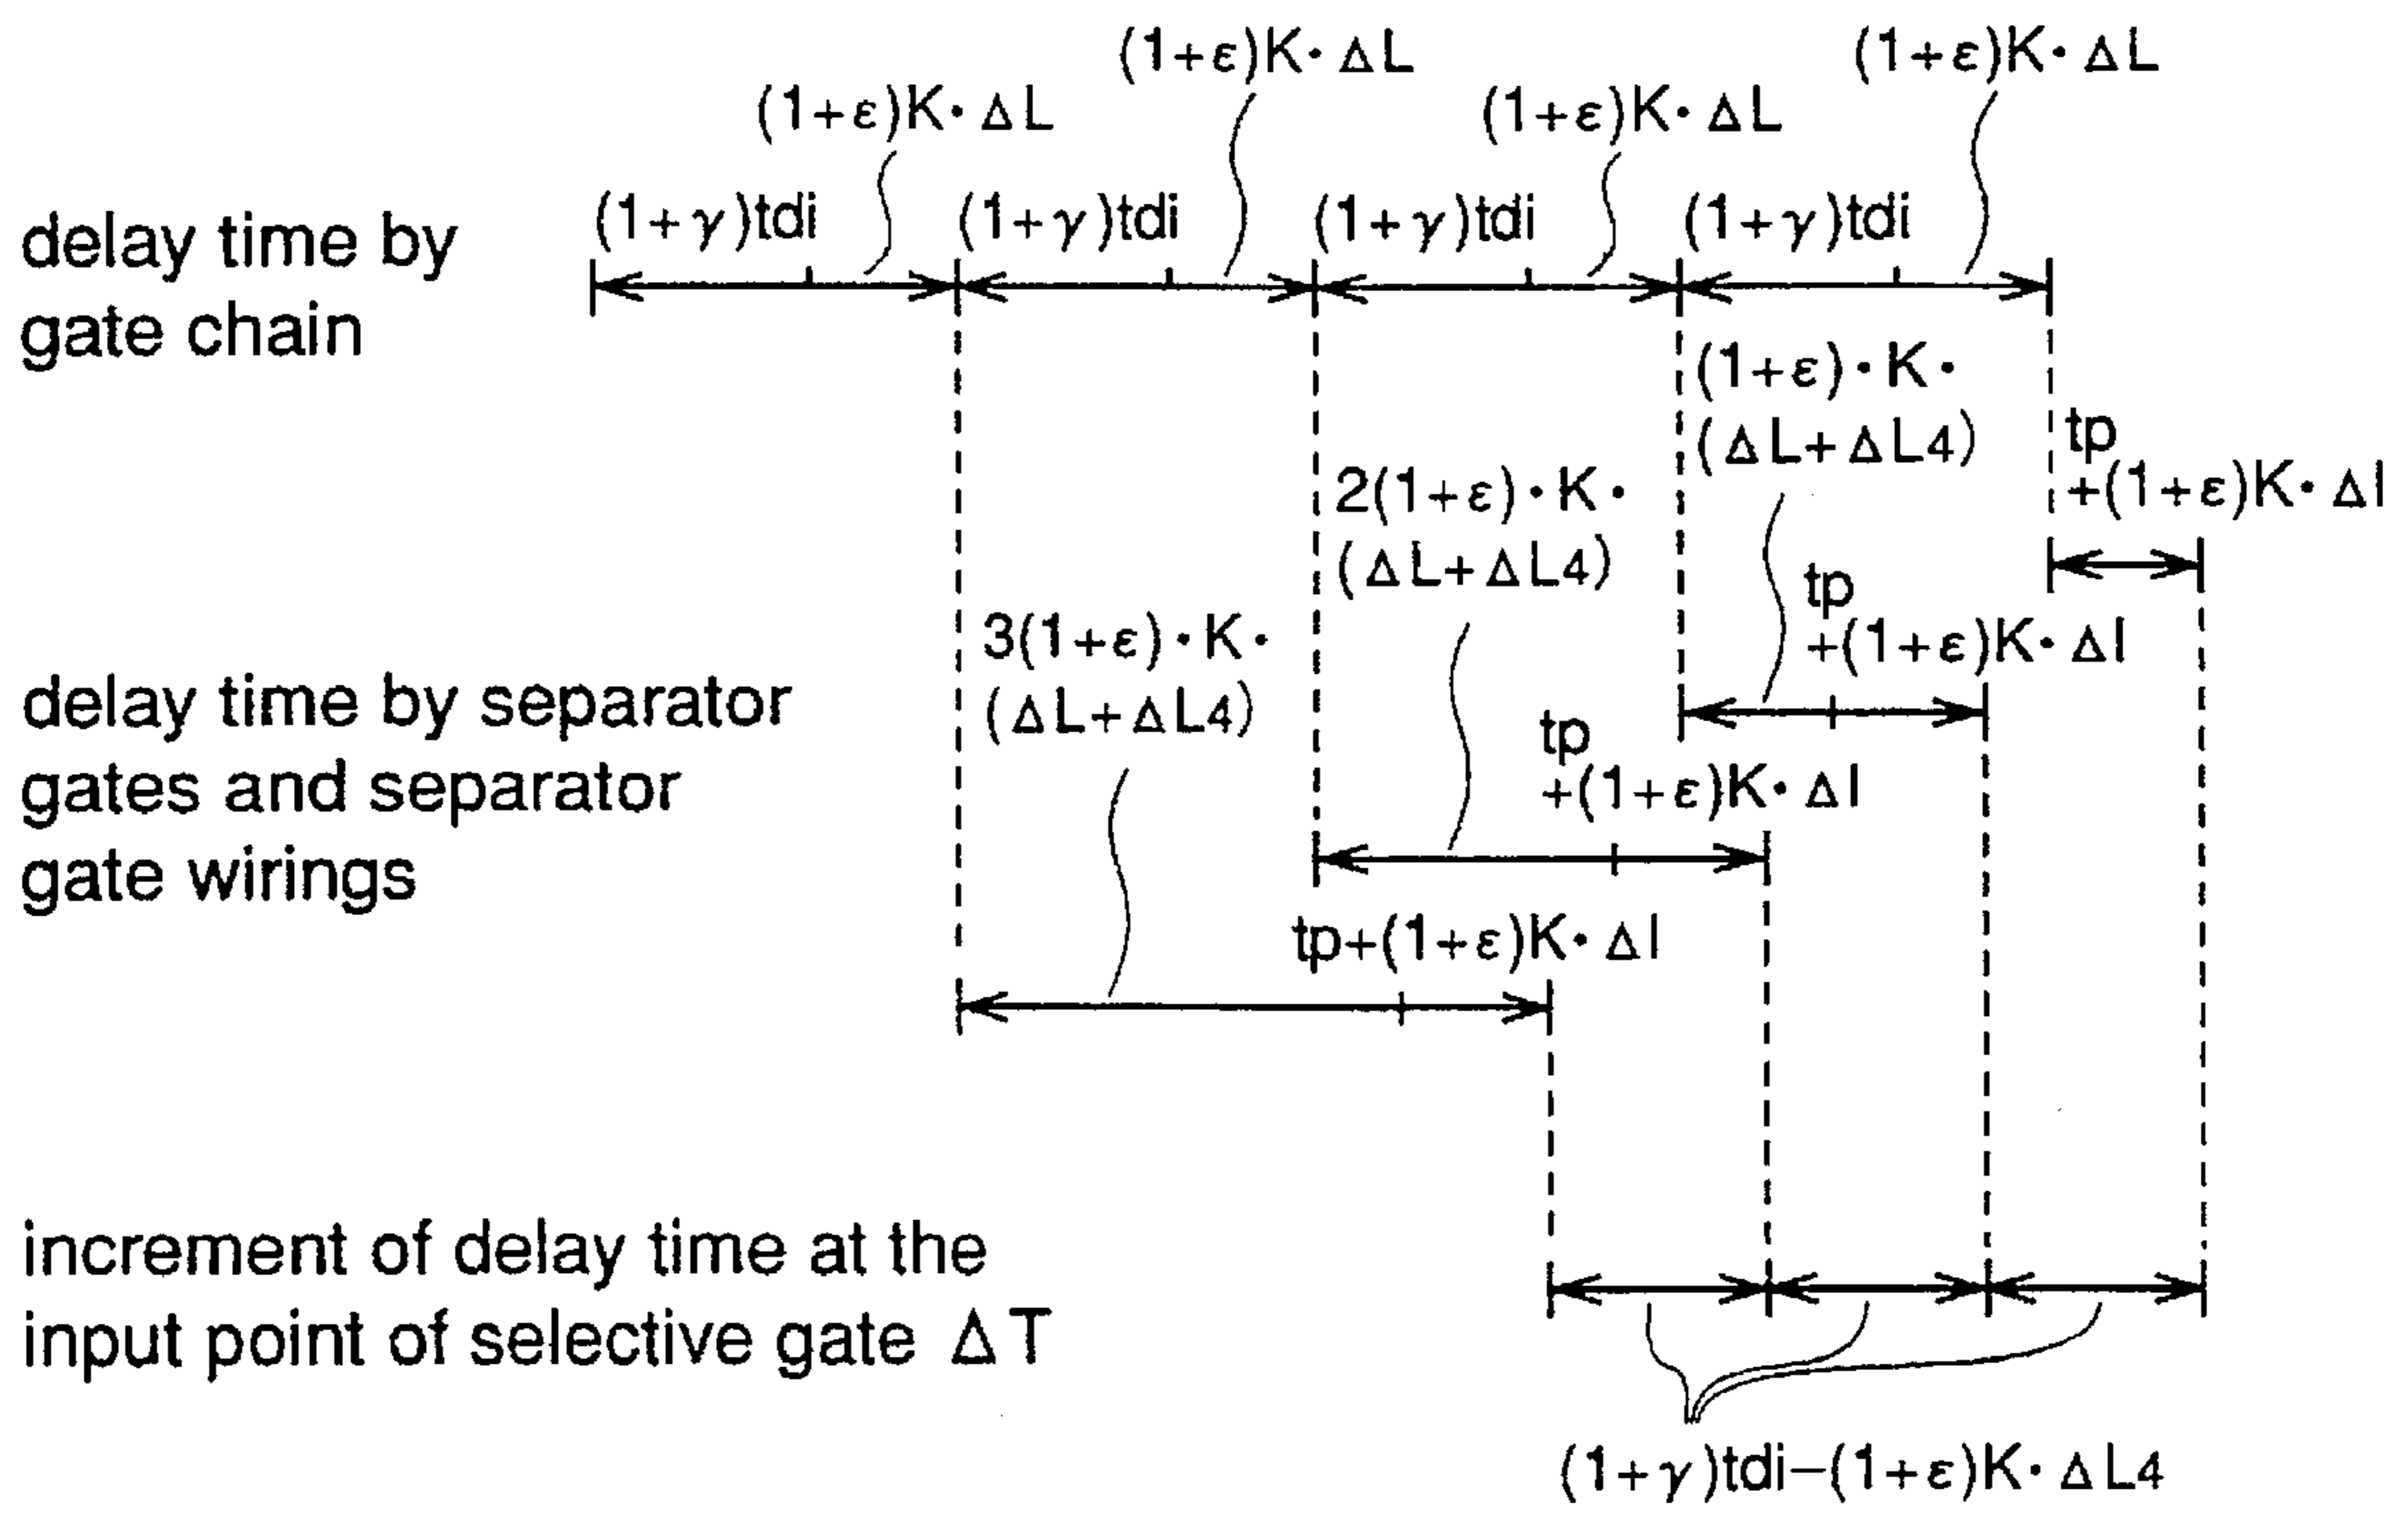 (1+ε)K・ΔL
(1+ε)K・ΔL
(1+ε)K・ΔL
(1+ε)K・ΔL
(1+γ)tdi
(1+γ)tdi
(1+γ)tdi
(1+γ)tdi
delay time by
gate chain
(1+ε)・K・
(ΔL+ΔL4)
tp
+(1+ε)K・Δl
2(1+ε)・K・
(ΔL+ΔL4)
tp
+(1+ε)K・Δl
3(1+ε)・K・
(ΔL+ΔL4)
delay time by separator
gates and separator
gate wirings
tp
+(1+ε)K・Δl
tp+(1+ε)K・Δl
increment of delay time at the
input point of selective gate ΔT
(1+γ)tdi−(1+ε)K・ΔL4